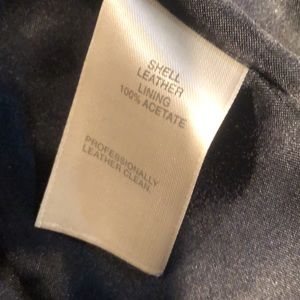 SHELL
LEATHER
LINING
100% ACETATE
PROFESSIONALLY
LEATHER CLEAN.